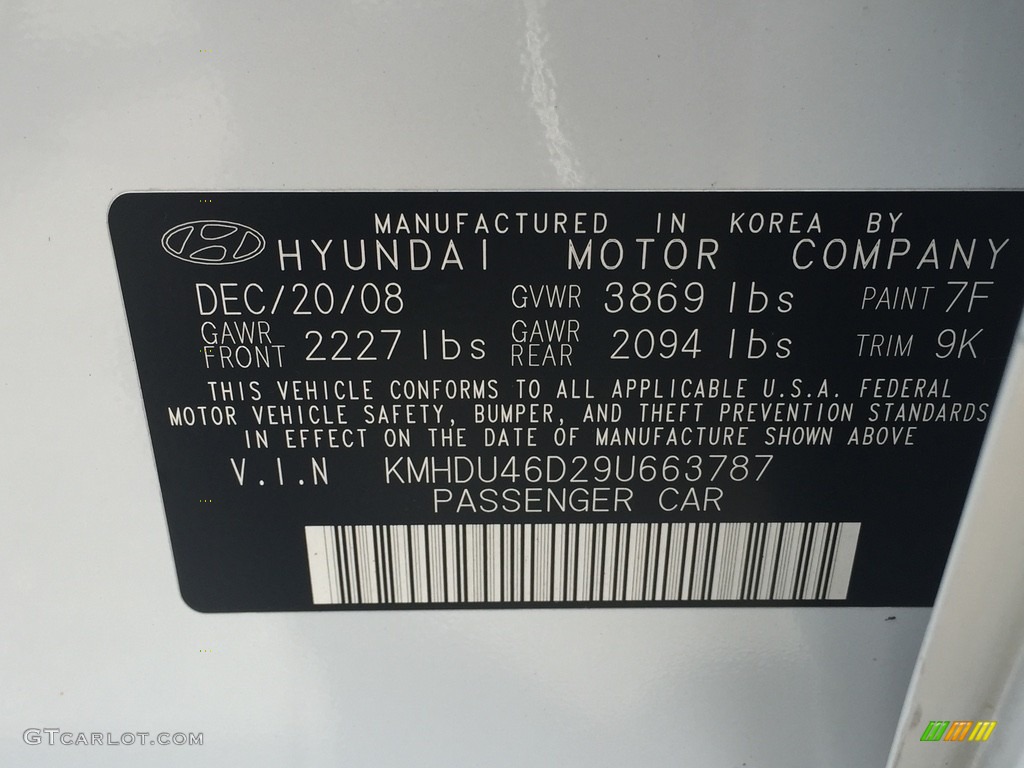 MANUFACTURED IN KOREA BY
HYUNDAI MOTOR COMPANY
DEC/20/08 GVWR 3869 lbs PAINT 7F
GAWR FRONT 2227 lbs GAWR REAR 2094 lbs TRIM 9K
THIS VEHICLE CONFORMS TO ALL APPLICABLE U.S.A. FEDERAL
MOTOR VEHICLE SAFETY, BUMPER, AND THEFT PREVENTION STANDARDS
IN EFFECT ON THE DATE OF MANUFACTURE SHOWN ABOVE
V.I.N KMHDU46D29U663787
PASSENGER CAR
GTCARLOT.COM